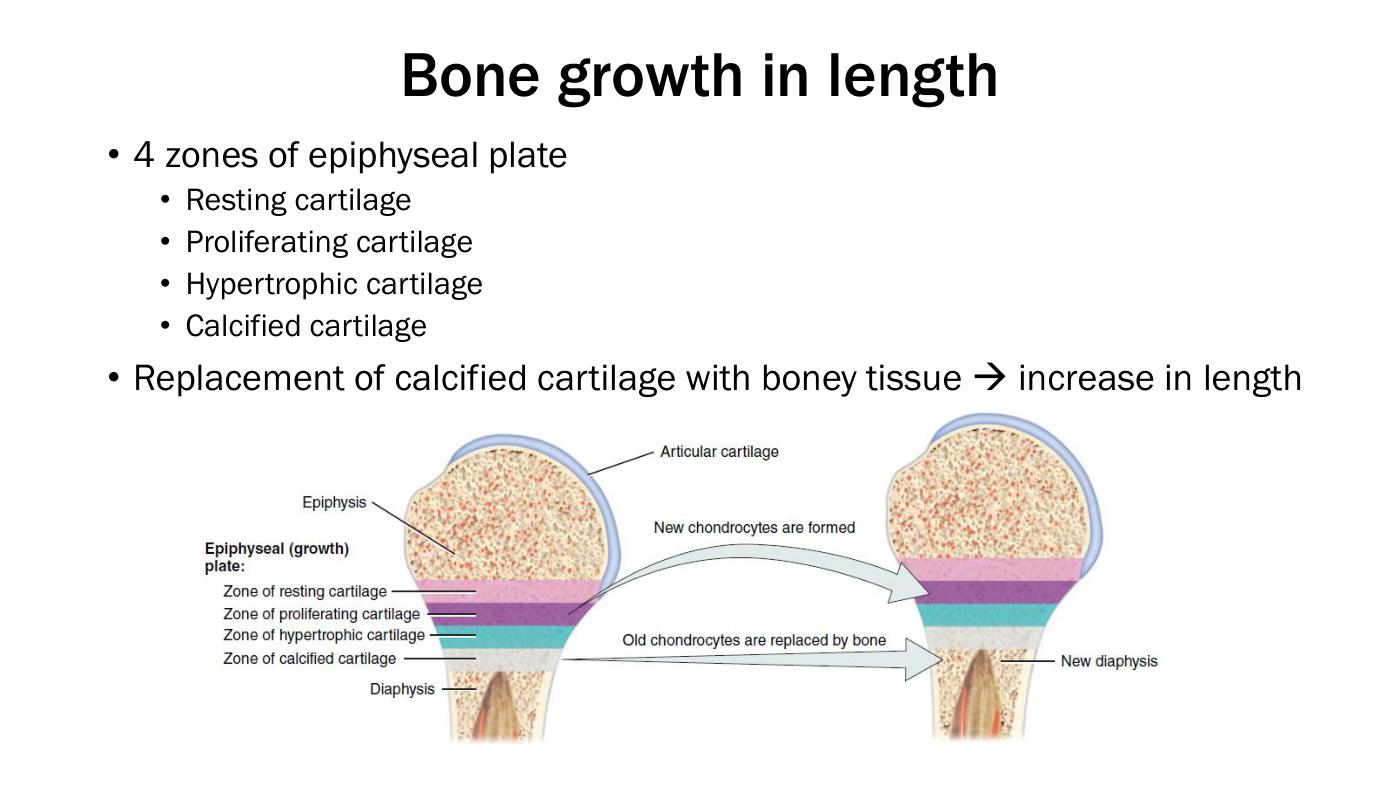 Bone growth in length
• 4 zones of epiphyseal plate
• Resting cartilage
• Proliferating cartilage
• Hypertrophic cartilage
• Calcified cartilage
• Replacement of calcified cartilage with boney tissue → increase in length
Articular cartilage
Epiphysis
New chondrocytes are formed
Epiphyseal (growth)
plate:
Zone of resting cartilage
Zone of proliferating cartilage
Zone of hypertrophic cartilage
Old chondrocytes are replaced by bone
Zone of calcified cartilage
New diaphysis
Diaphysis